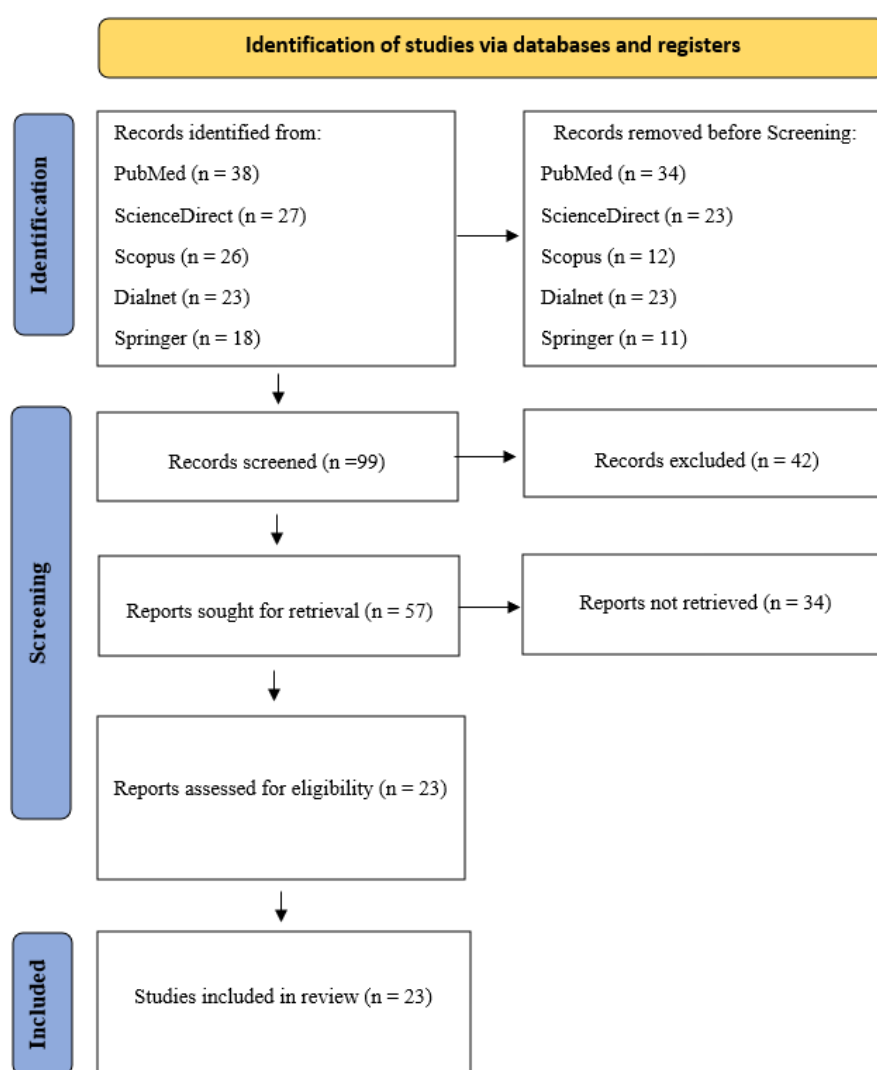 Identification of studies via databases and registers
Identification
Records identified from:
PubMed (n = 38)
ScienceDirect (n = 27)
Scopus (n = 26)
Dialnet (n = 23)
Springer (n = 18)
Records removed before Screening:
PubMed (n = 34)
ScienceDirect (n = 23)
Scopus (n = 12)
Dialnet (n = 23)
Springer (n = 11)
Screening
Records screened (n =99)
Records excluded (n = 42)
Reports sought for retrieval (n = 57)
Reports not retrieved (n = 34)
Reports assessed for eligibility (n = 23)
Included
Studies included in review (n = 23)